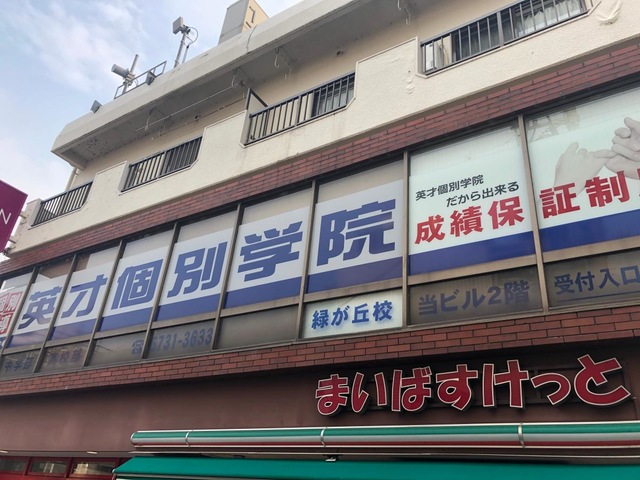 英才個別学院
英才個別学院
だから出来る
成績保証制
緑が丘校
当ビル2階
受付入口
5731-3633
まいばすけっと
N